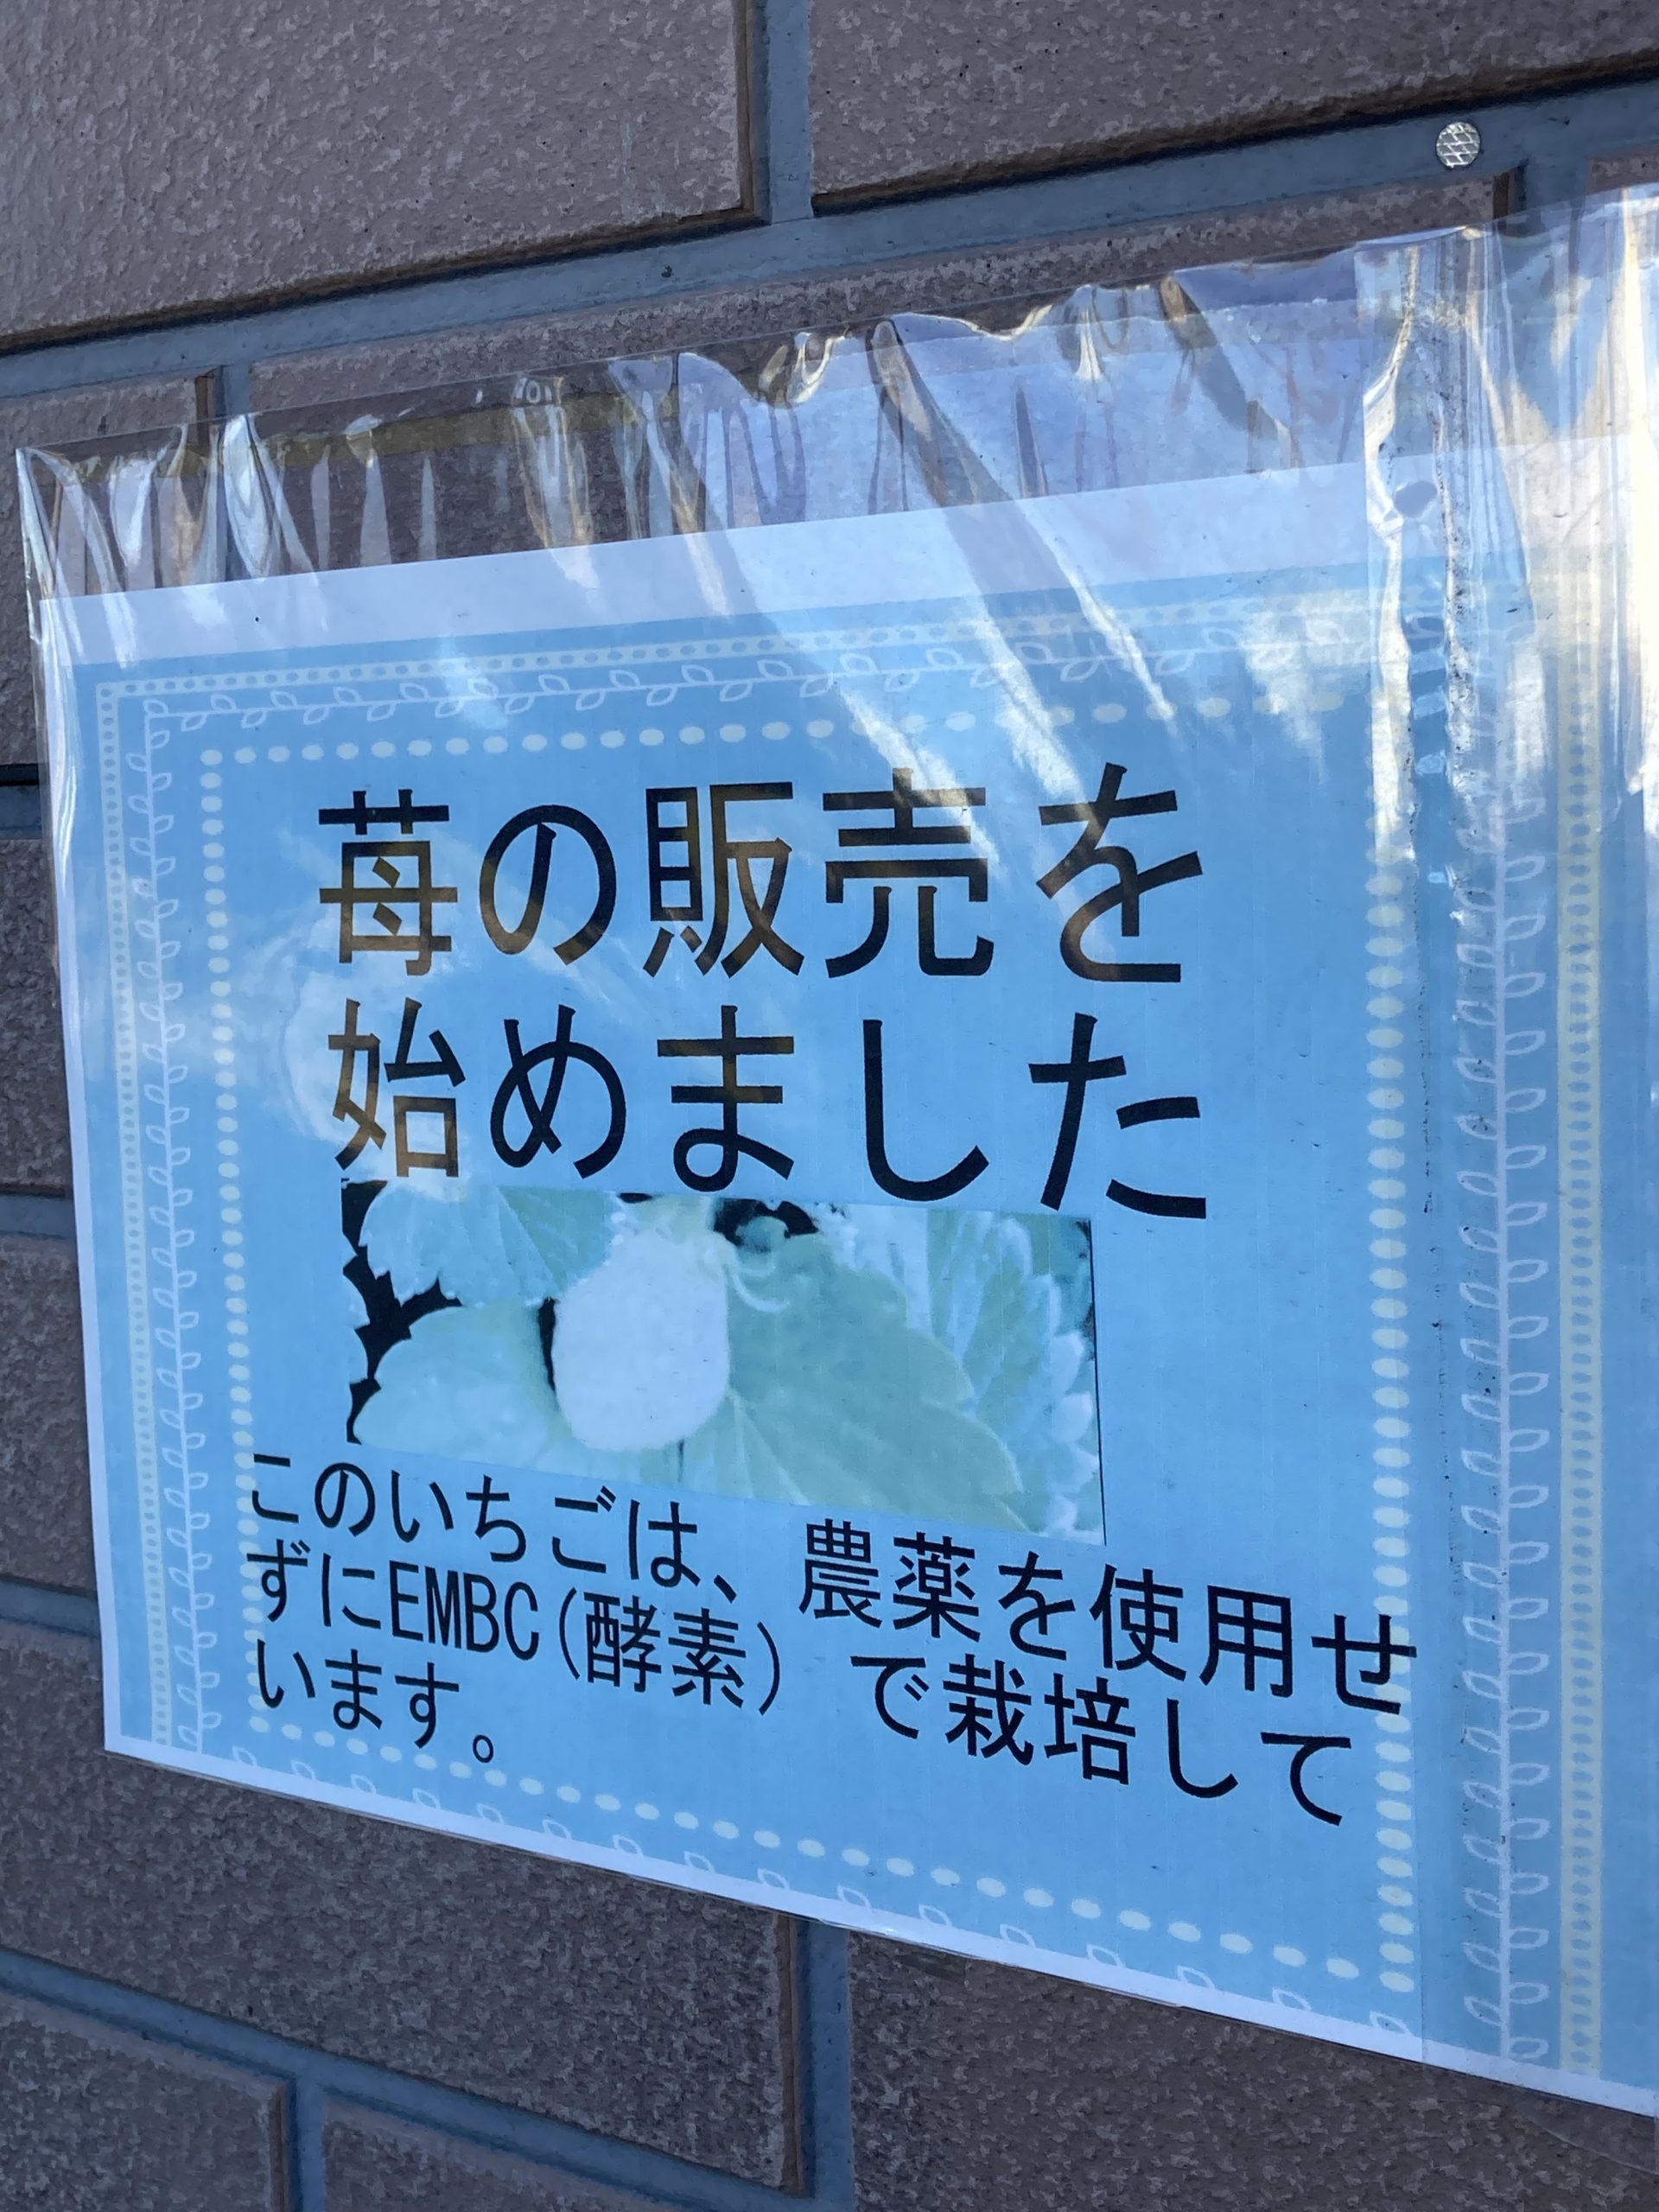 苺の販売を
始めました
このいちごは、農薬を使用せ
ずにEMBC(酵素)で栽培して
います。